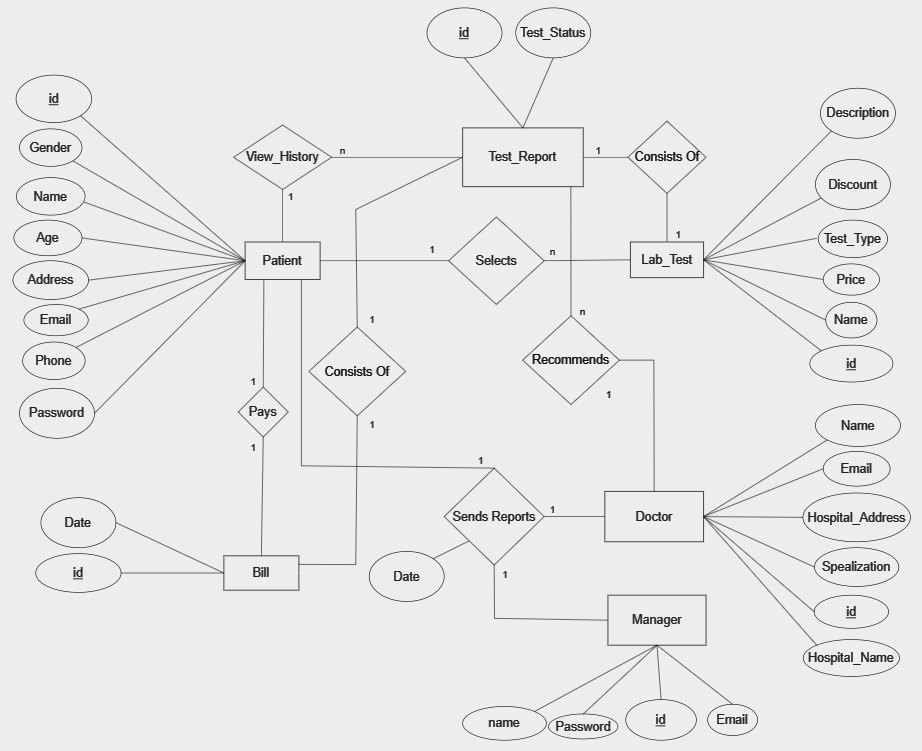 id
Test_Status
id
Gender
Name
Age
Address
Email
Phone
Password
View_History
n
1
Test_Report
1
Consists Of
1
Description
Discount
Test_Type
Price
Name
id
Patient
1
Selects
n
Lab_Test
1
Consists Of
1
n
Recommends
1
1
Pays
1
Name
Email
Hospital_Address
Spealization
id
Hospital_Name
1
Sends Reports
1
Doctor
1
Date
Date
id
Bill
Manager
name
Password
id
Email